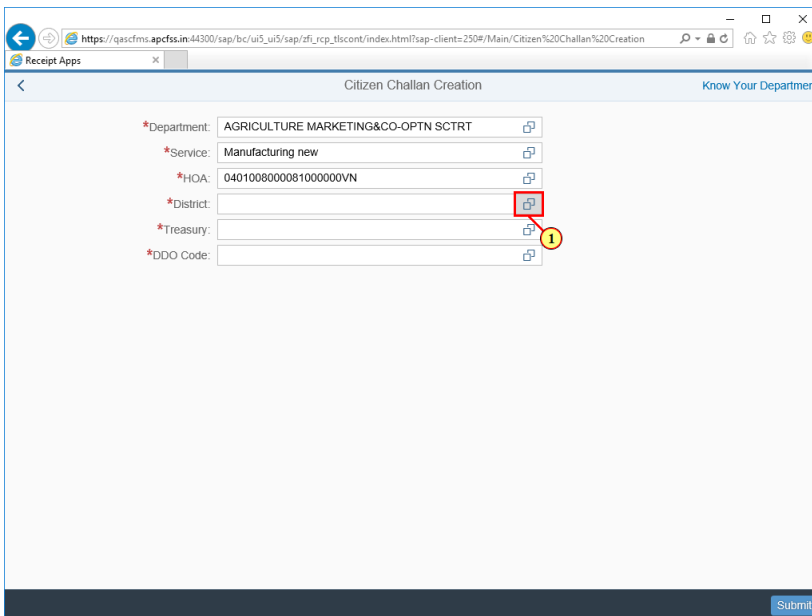 https://qascfms.apcfss.in:44300/sap/bc/ui5_ui5/sap/zfi_rcp_tlscont/index.html?sap-client=250#/Main/Citizen%20Challan%20Creation
Receipt Apps
Citizen Challan Creation
Know Your Departmen
*Department: AGRICULTURE MARKETING&CO-OPTN SCTRT
*Service: Manufacturing new
*HOA: 0401008000081000000VN
*District:
1
*Treasury:
*DDO Code:
Submit